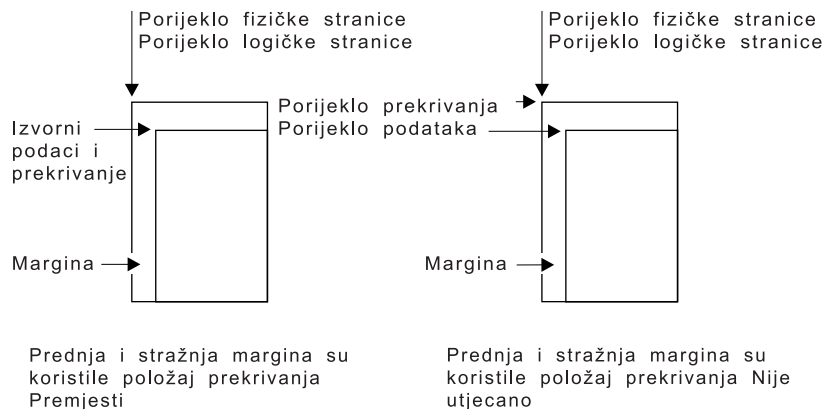 Porijeklo fizičke stranice
Porijeklo logičke stranice
Izvorni
podaci i
prekrivanje
Margina
Prednja i stražnja margina su
koristile položaj prekrivanja
Premjesti
Porijeklo fizičke stranice
Porijeklo logičke stranice
Porijeklo prekrivanja
Porijeklo podataka
Margina
Prednja i stražnja margina su
koristile položaj prekrivanja Nije
utjecano